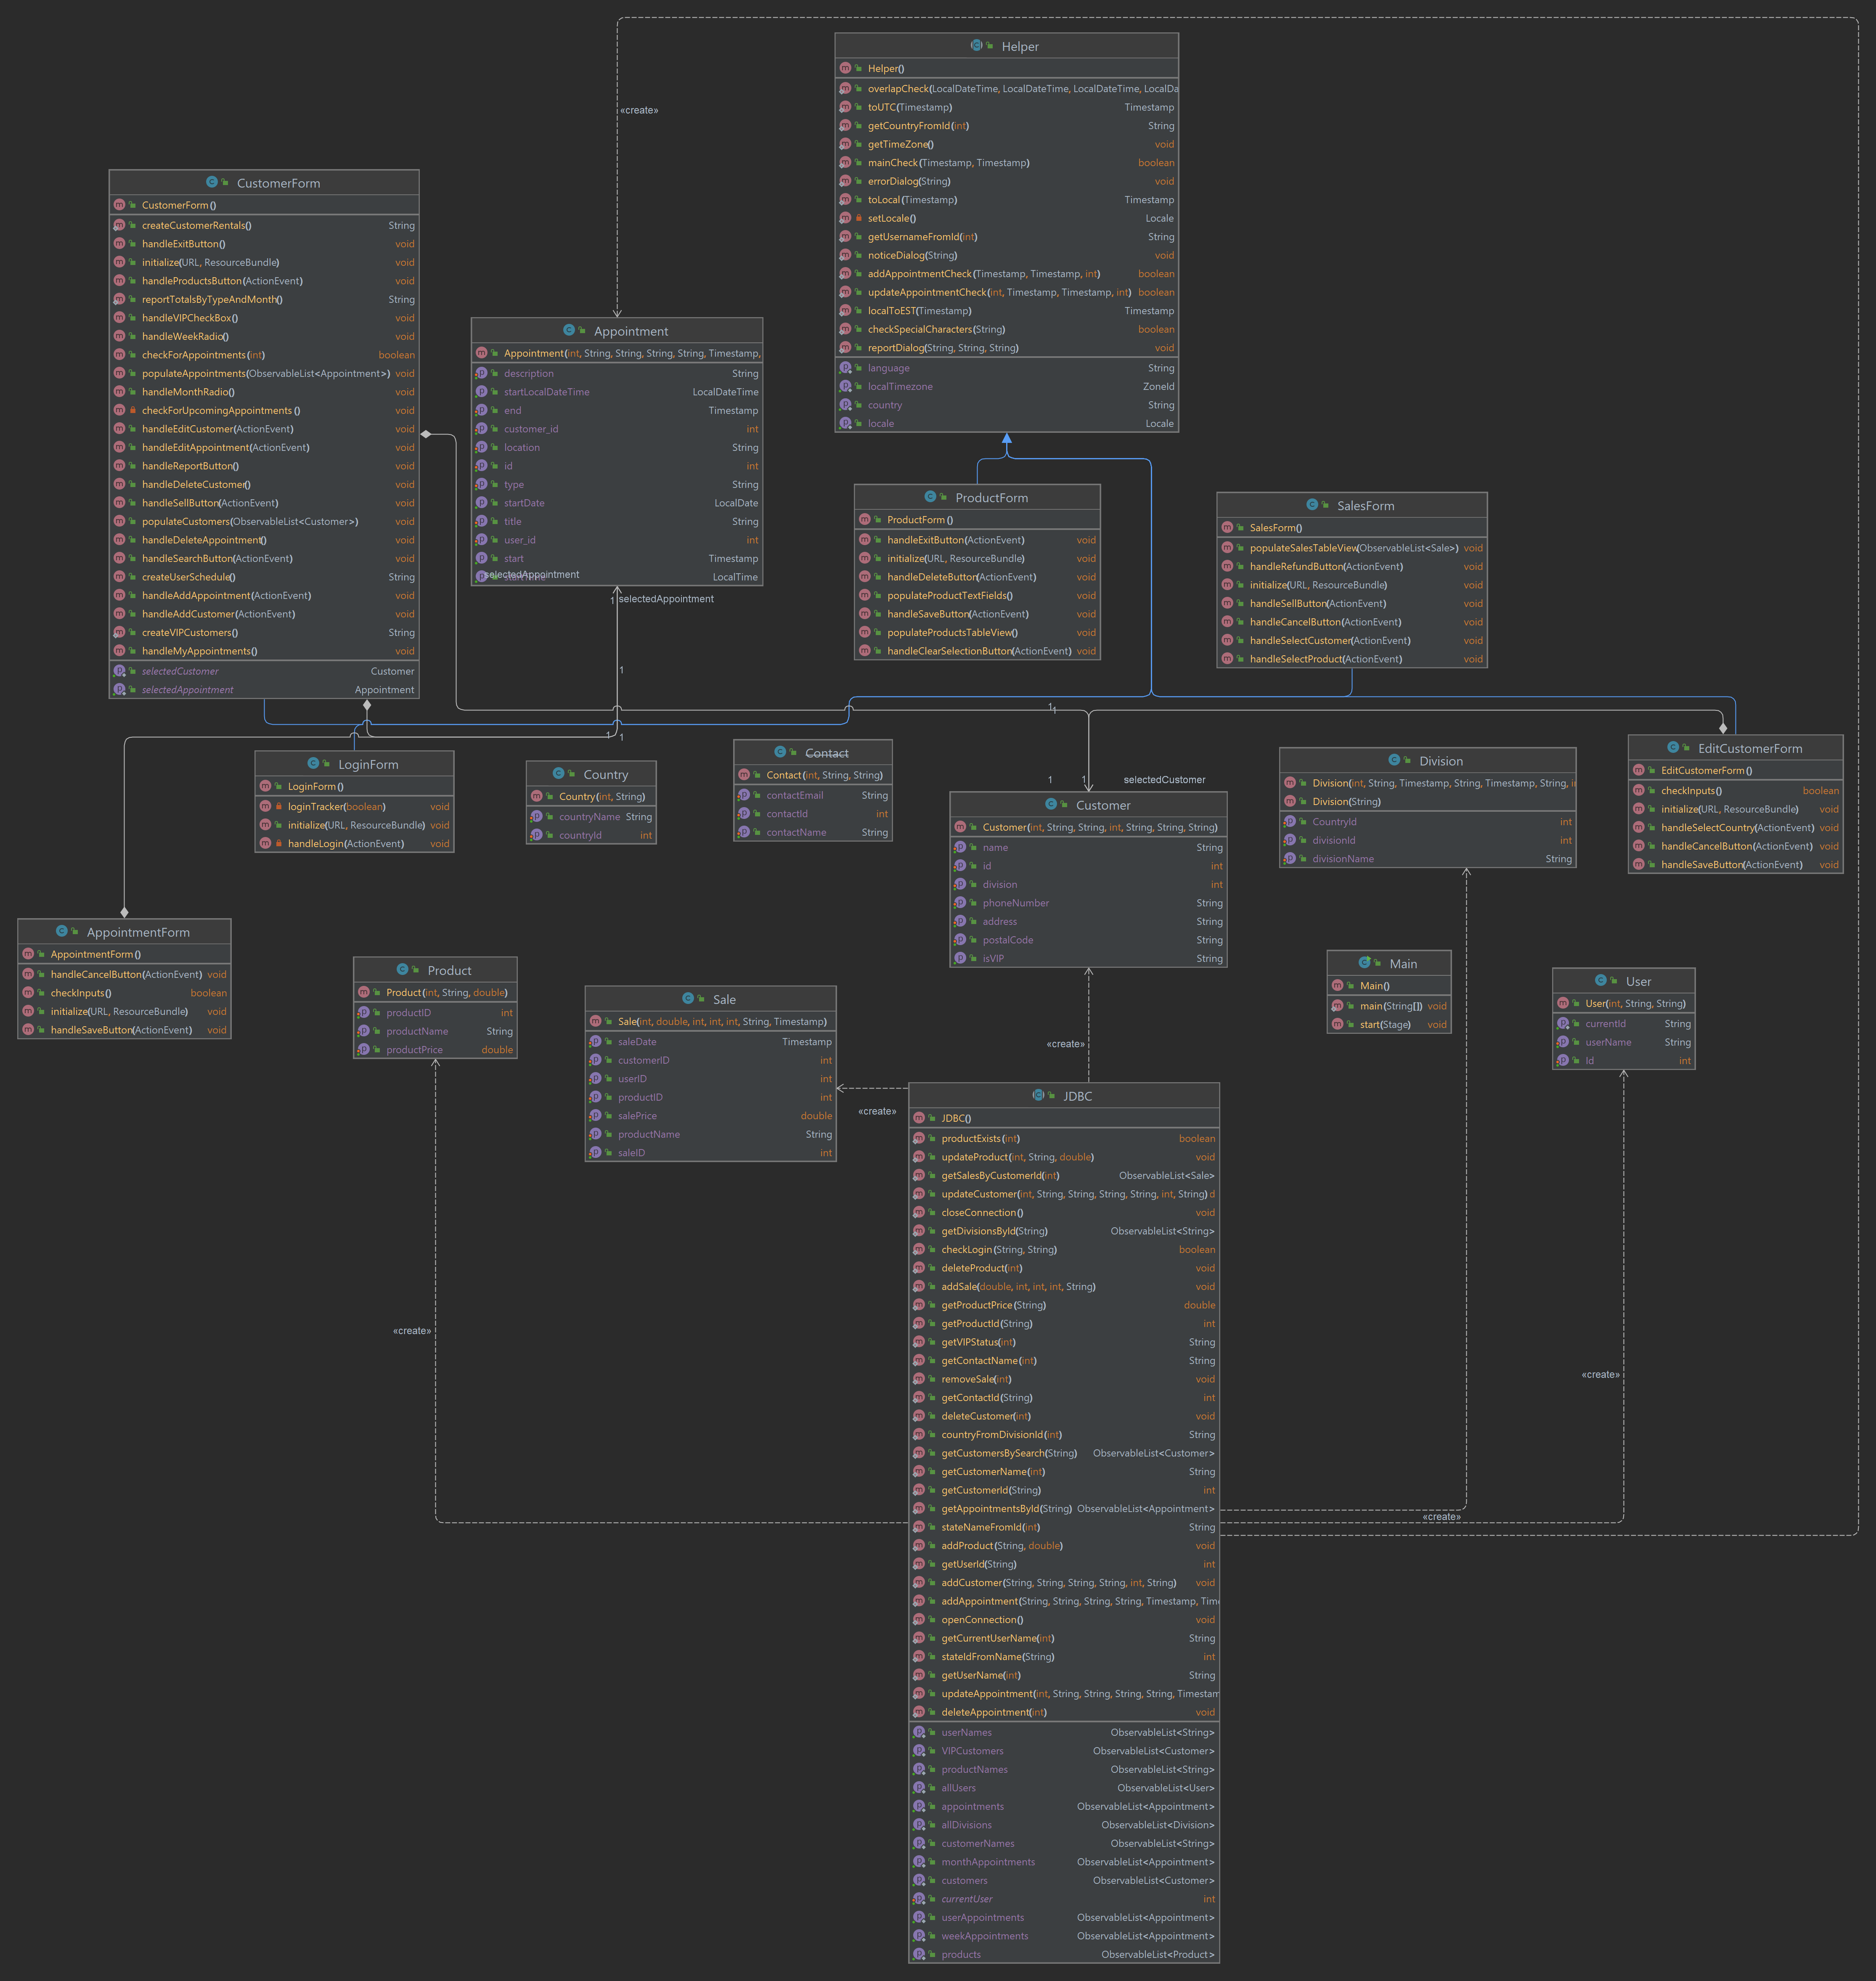 Helper
Helper()
overlapCheck(LocalDateTime, LocalDateTime, LocalDateTime, LocalDa
toUTC(Timestamp) Timestamp
getCountryFromId(int) String
getTimeZone() void
mainCheck(Timestamp, Timestamp) boolean
errorDialog(String) void
toLocal(Timestamp) Timestamp
setLocale() Locale
getUsernameFromId(int) String
noticeDialog(String) void
addAppointmentCheck(Timestamp, Timestamp, int) boolean
updateAppointmentCheck(int, Timestamp, Timestamp, int) boolean
localToEST(Timestamp) Timestamp
checkSpecialCharacters(String) boolean
reportDialog(String, String, String) void
language String
localTimezone ZoneId
country String
locale Locale
«create»
CustomerForm
CustomerForm()
createCustomerRentals() String
handleExitButton() void
initialize(URL, ResourceBundle) void
handleProductsButton(ActionEvent) void
reportTotalsByTypeAndMonth() String
handleVIPCheckBox() void
handleWeekRadio() void
checkForAppointments(int) boolean
populateAppointments(ObservableList<Appointment>) void
handleMonthRadio() void
checkForUpcomingAppointments() void
handleEditCustomer(ActionEvent) void
handleEditAppointment(ActionEvent) void
handleReportButton() void
handleDeleteCustomer() void
handleSellButton(ActionEvent) void
populateCustomers(ObservableList<Customer>) void
handleDeleteAppointment() void
handleSearchButton(ActionEvent) void
createUserSchedule() String
handleAddAppointment(ActionEvent) void
handleAddCustomer(ActionEvent) void
createVIPCustomers() String
handleMyAppointments() void
selectedCustomer Customer
selectedAppointment Appointment
Appointment
Appointment(int, String, String, String, String, Timestamp,
description String
startLocalDateTime LocalDateTime
end Timestamp
customer_id int
location String
id int
type String
startDate LocalDate
title String
user_id int
start Timestamp
selectedAppointment LocalTime
1 selectedAppointment
1
1 1
ProductForm
ProductForm()
handleExitButton(ActionEvent) void
initialize(URL, ResourceBundle) void
handleDeleteButton(ActionEvent) void
populateProductTextFields() void
handleSaveButton(ActionEvent) void
populateProductsTableView() void
handleClearSelectionButton(ActionEvent) void
SalesForm
SalesForm()
populateSalesTableView(ObservableList<Sale>) void
handleRefundButton(ActionEvent) void
initialize(URL, ResourceBundle) void
handleSellButton(ActionEvent) void
handleCancelButton(ActionEvent) void
handleSelectCustomer(ActionEvent) void
handleSelectProduct(ActionEvent) void
1 1
LoginForm
LoginForm()
loginTracker(boolean) void
initialize(URL, ResourceBundle) void
handleLogin(ActionEvent) void
Country
Country(int, String)
countryName String
countryId int
Contact
Contact(int, String, String)
contactEmail String
contactId int
contactName String
1 1 selectedCustomer
Customer
Customer(int, String, String, int, String, String, String)
name String
id int
division int
phoneNumber String
address String
postalCode String
isVIP String
Division
Division(int, String, Timestamp, String, Timestamp, String, i
Division(String)
CountryId int
divisionId int
divisionName String
EditCustomerForm
EditCustomerForm()
checkInputs() boolean
initialize(URL, ResourceBundle) void
handleSelectCountry(ActionEvent) void
handleCancelButton(ActionEvent) void
handleSaveButton(ActionEvent) void
AppointmentForm
AppointmentForm()
handleCancelButton(ActionEvent) void
checkInputs() boolean
initialize(URL, ResourceBundle) void
handleSaveButton(ActionEvent) void
Product
Product(int, String, double)
productID int
productName String
productPrice double
Sale
Sale(int, double, int, int, int, String, Timestamp)
saleDate Timestamp
customerID int
userID int
productID int
salePrice double
productName String
saleID int
Main
Main()
main(String[]) void
start(Stage) void
User
User(int, String, String)
currentId String
userName String
Id int
«create»
«create»
JDBC
JDBC()
productExists(int) boolean
updateProduct(int, String, double) void
getSalesByCustomerId(int) ObservableList<Sale>
updateCustomer(int, String, String, String, String, int, String) d
closeConnection() void
getDivisionsById(String) ObservableList<String>
checkLogin(String, String) boolean
deleteProduct(int) void
addSale(double, int, int, int, String) void
getProductPrice(String) double
getProductId(String) int
getVIPStatus(int) String
getContactName(int) String
removeSale(int) void
getContactId(String) int
deleteCustomer(int) void
countryFromDivisionId(int) String
getCustomersBySearch(String) ObservableList<Customer>
getCustomerName(int) String
getCustomerId(String) int
getAppointmentsById(String) ObservableList<Appointment>
stateNameFromId(int) String
addProduct(String, double) void
getUserId(String) int
addCustomer(String, String, String, String, int, String) void
addAppointment(String, String, String, String, Timestamp, Tim
openConnection() void
getCurrentUserName(int) String
stateIdFromName(String) int
getUserName(int) String
updateAppointment(int, String, String, String, String, Timestam
deleteAppointment(int) void
userNames ObservableList<String>
VIPCustomers ObservableList<Customer>
productNames ObservableList<String>
allUsers ObservableList<User>
appointments ObservableList<Appointment>
allDivisions ObservableList<Division>
customerNames ObservableList<String>
monthAppointments ObservableList<Appointment>
customers ObservableList<Customer>
currentUser int
userAppointments ObservableList<Appointment>
weekAppointments ObservableList<Appointment>
products ObservableList<Product>
«create»
«create»
«create»